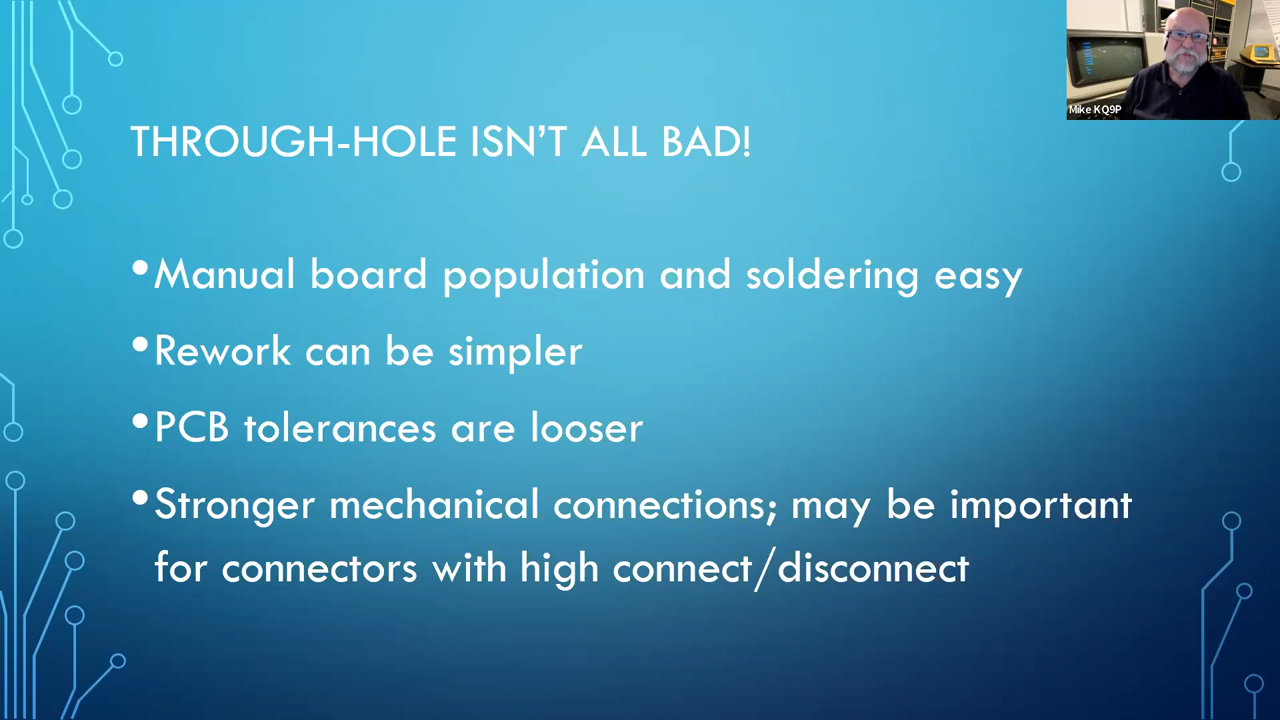 Mike KQ9P
THROUGH-HOLE ISN'T ALL BAD!
•Manual board population and soldering easy
•Rework can be simpler
•PCB tolerances are looser
•Stronger mechanical connections; may be important
for connectors with high connect/disconnect